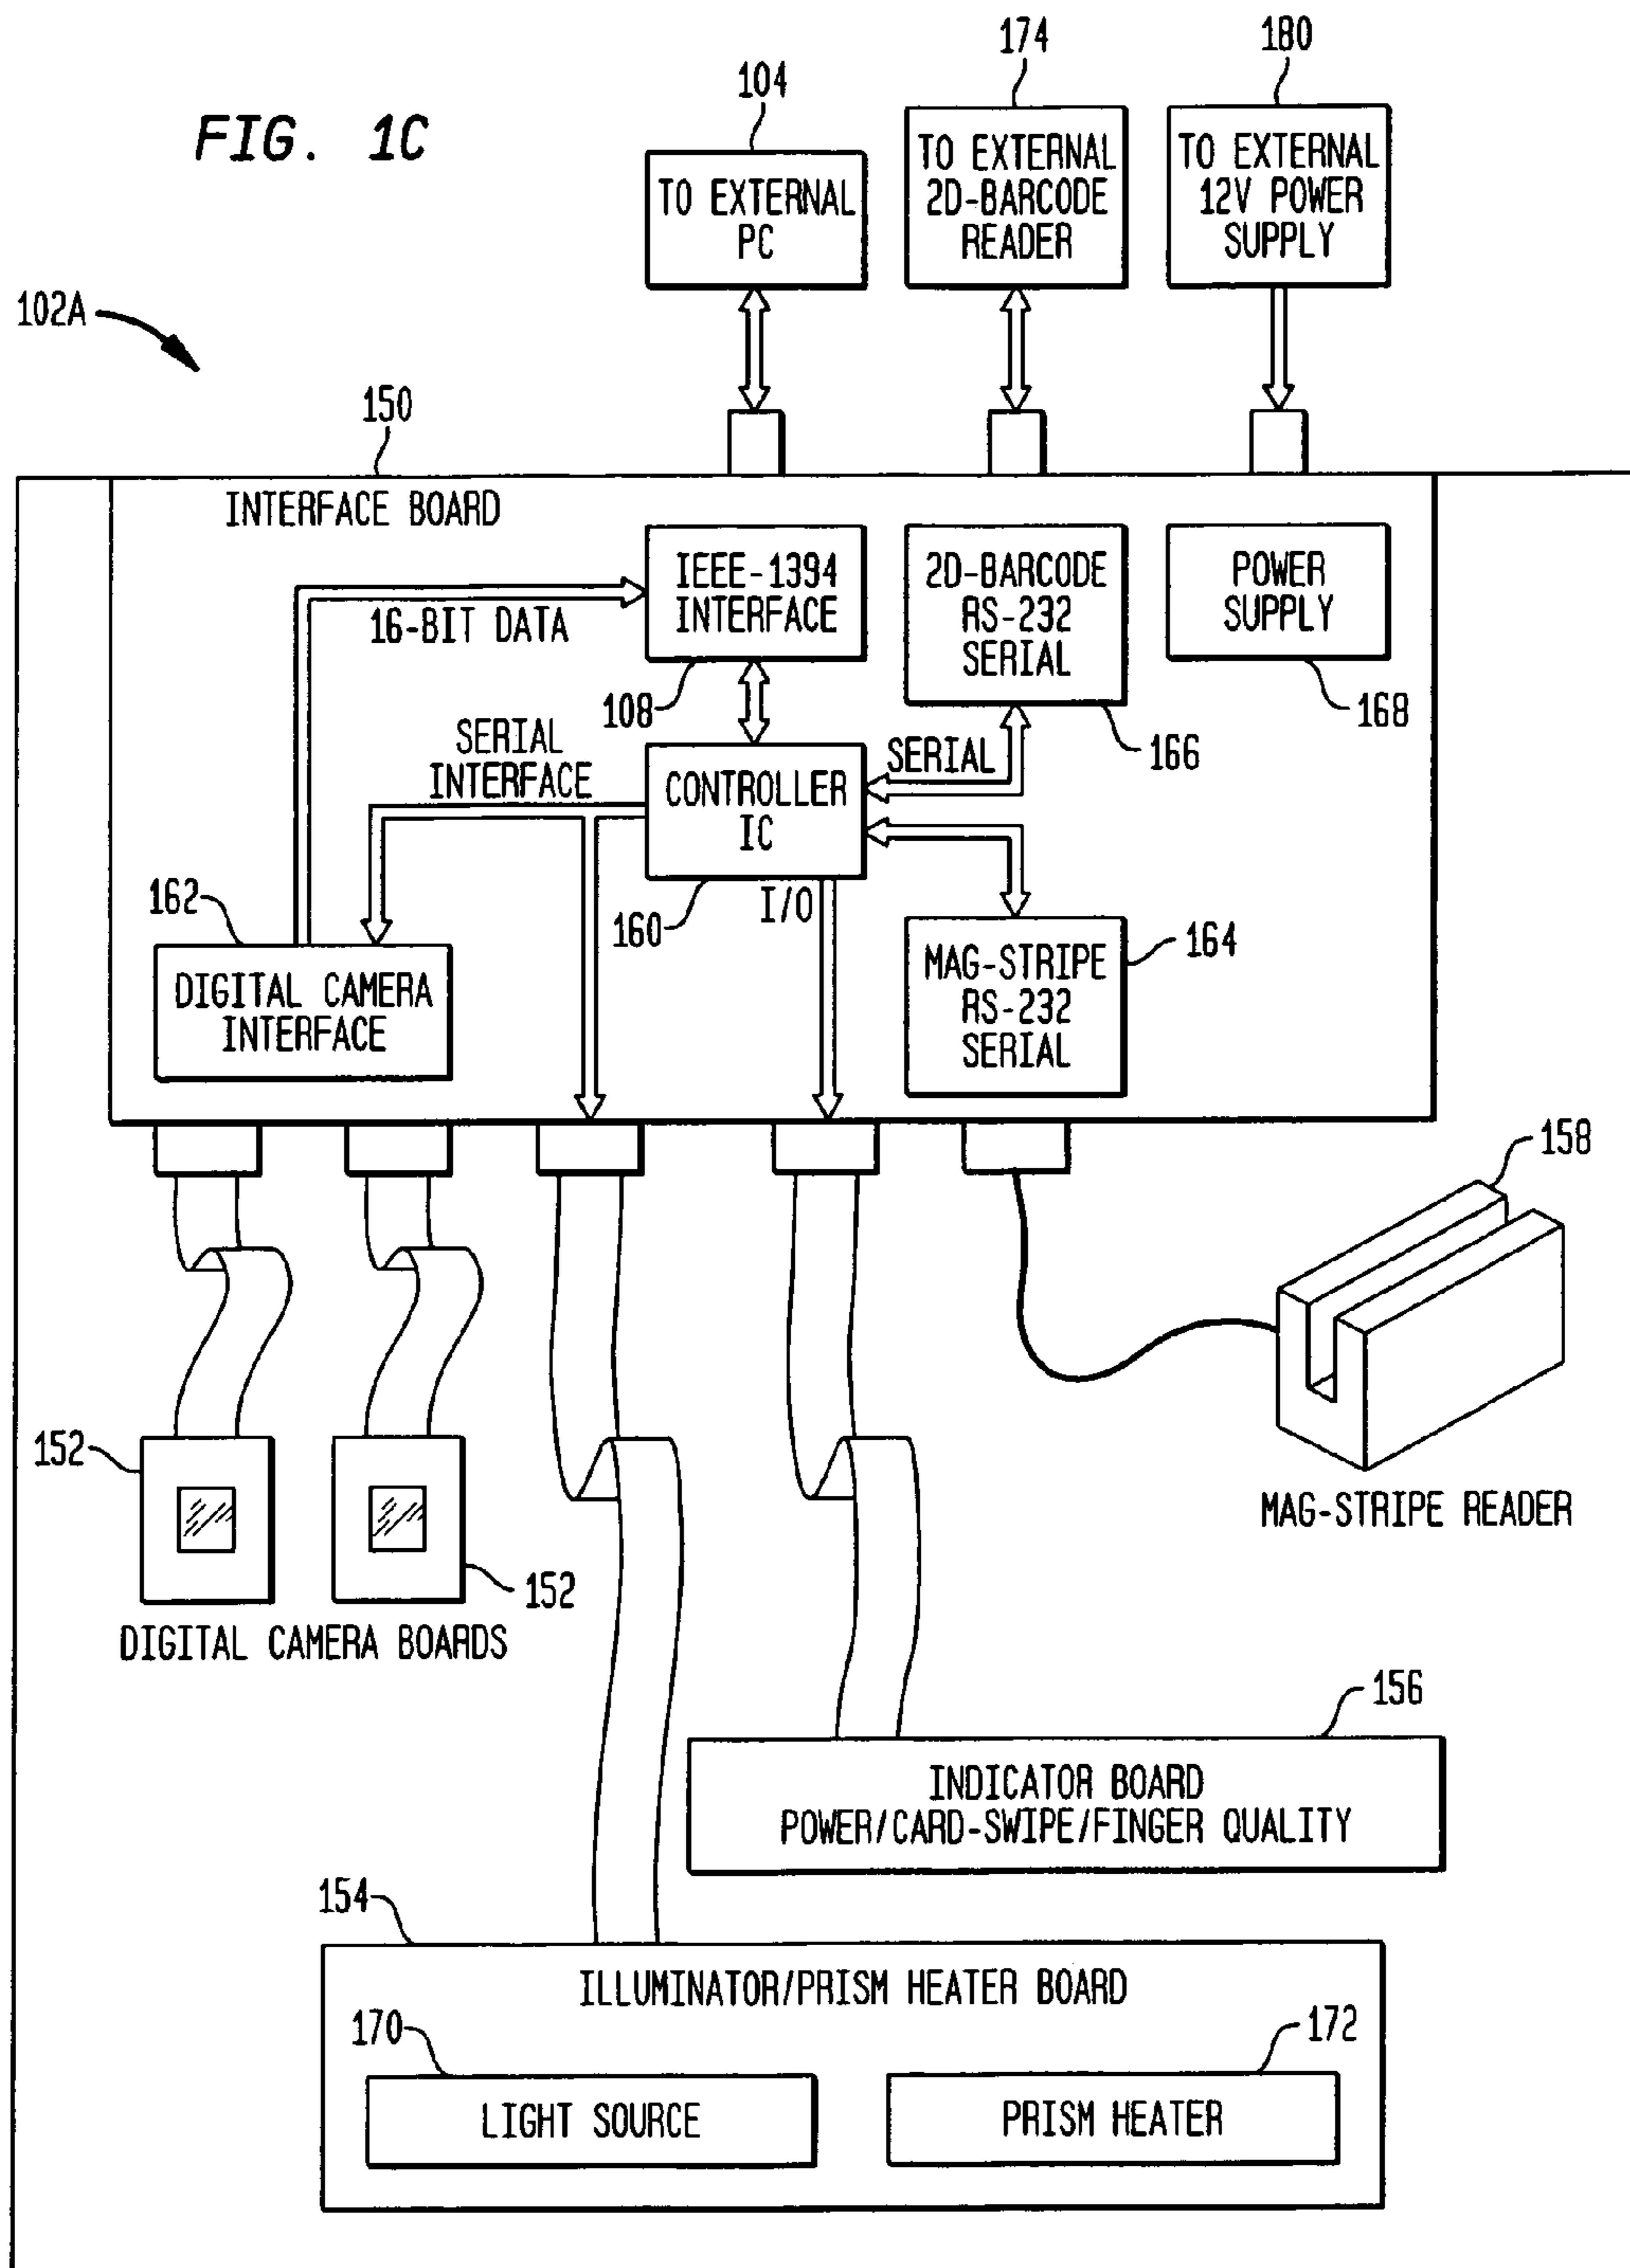 FIG. 1C
104
174
180
TO EXTERNAL
PC
TO EXTERNAL
2D-BARCODE
READER
TO EXTERNAL
12V POWER
SUPPLY
102A
150
INTERFACE BOARD
IEEE-1394
INTERFACE
2D-BARCODE
RS-232
SERIAL
POWER
SUPPLY
16-BIT DATA
108
166
168
SERIAL
INTERFACE
SERIAL
CONTROLLER
IC
162
160
I/O
164
DIGITAL CAMERA
INTERFACE
MAG-STRIPE
RS-232
SERIAL
158
152
152
MAG-STRIPE READER
DIGITAL CAMERA BOARDS
156
INDICATOR BOARD
POWER/CARD-SWIPE/FINGER QUALITY
154
ILLUMINATOR/PRISM HEATER BOARD
170
172
LIGHT SOURCE
PRISM HEATER